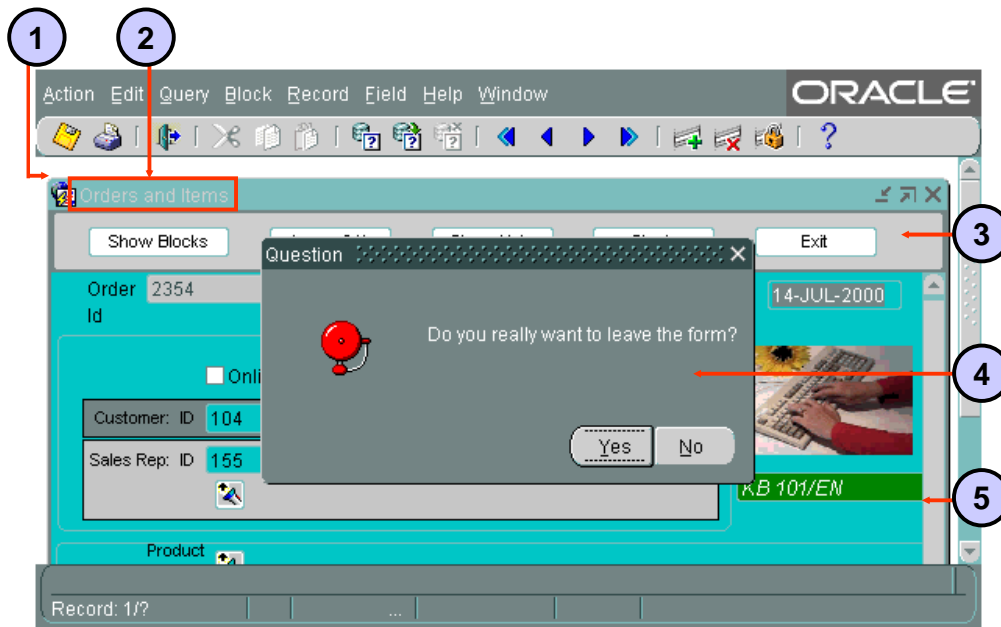 1 2
Action Edit Query Block Record Field Help Window ORACLE
Orders and Items
Show Blocks Exit 3
Question
Order 2354 14-JUL-2000
Id
Do you really want to leave the form?
Onli
4
Customer: ID 104
Yes No
Sales Rep: ID 155
KB 101/EN 5
Product
Record: 1/? ...